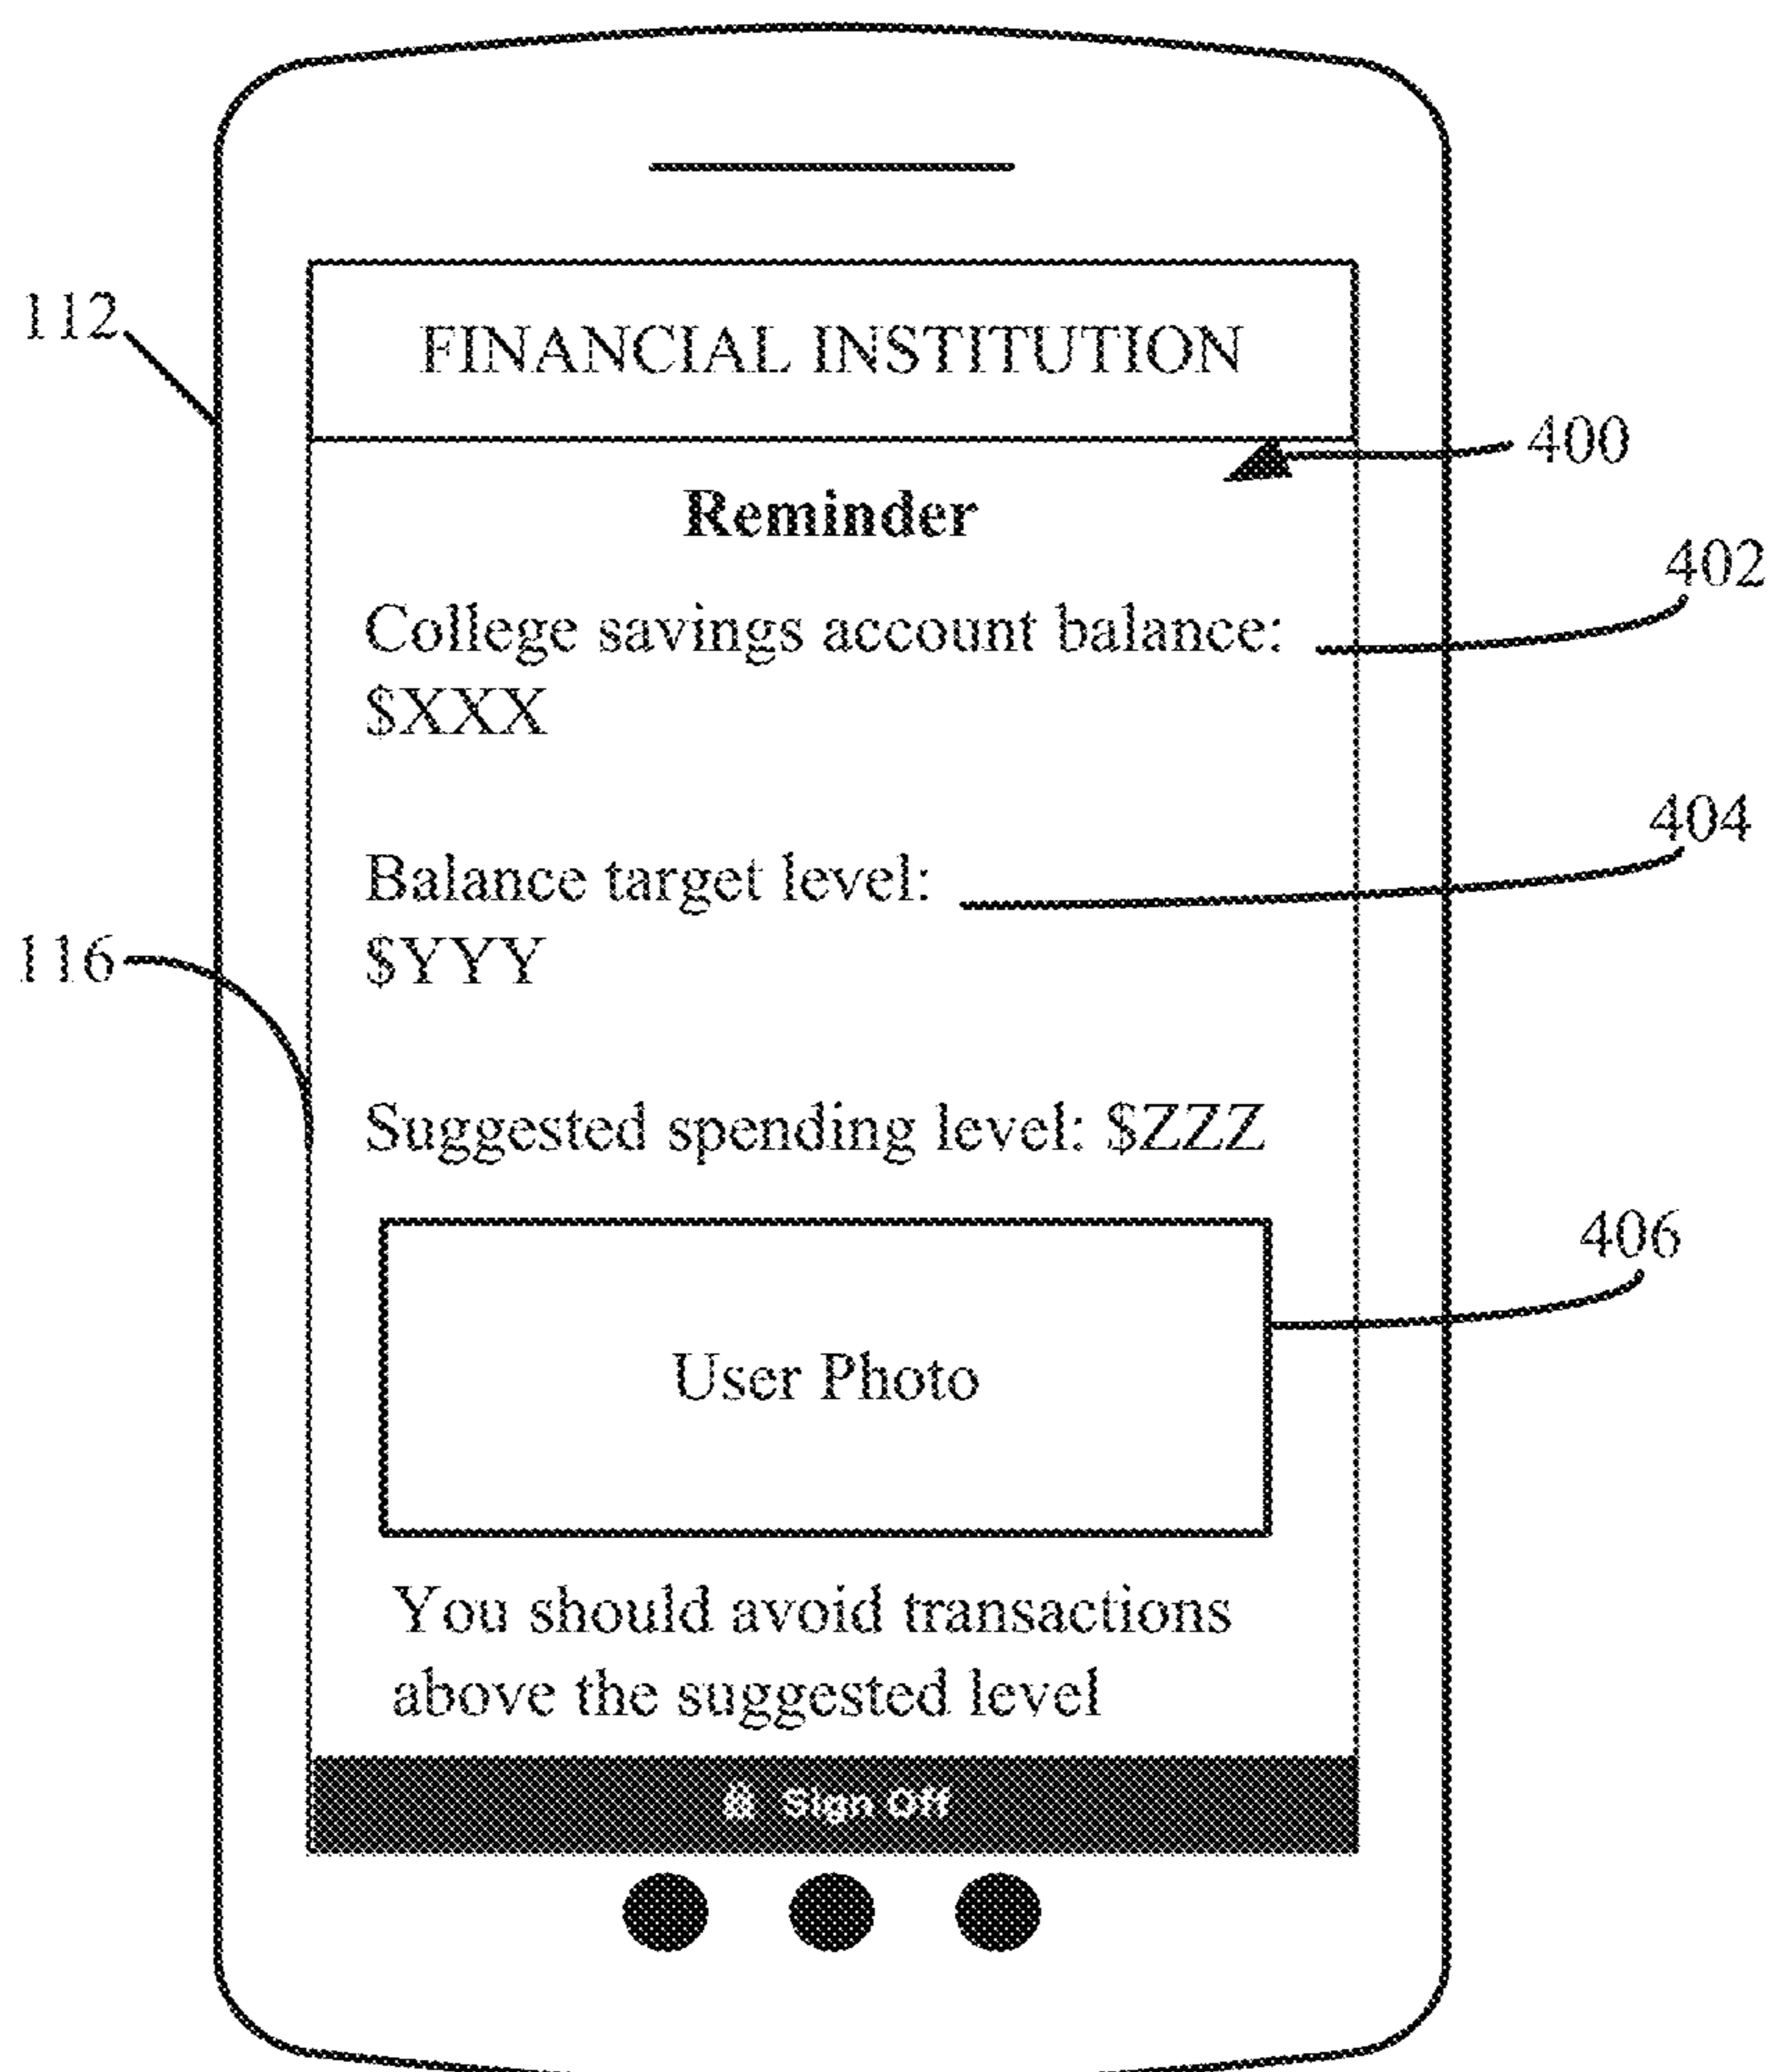 FINANCIAL INSTITUTION
112
400
Reminder
402
College savings account balance:
$XXX
404
Balance target level:
$YYY
116
Suggested spending level: $ZZZ
406
User Photo
You should avoid transactions
above the suggested level
Sign Off